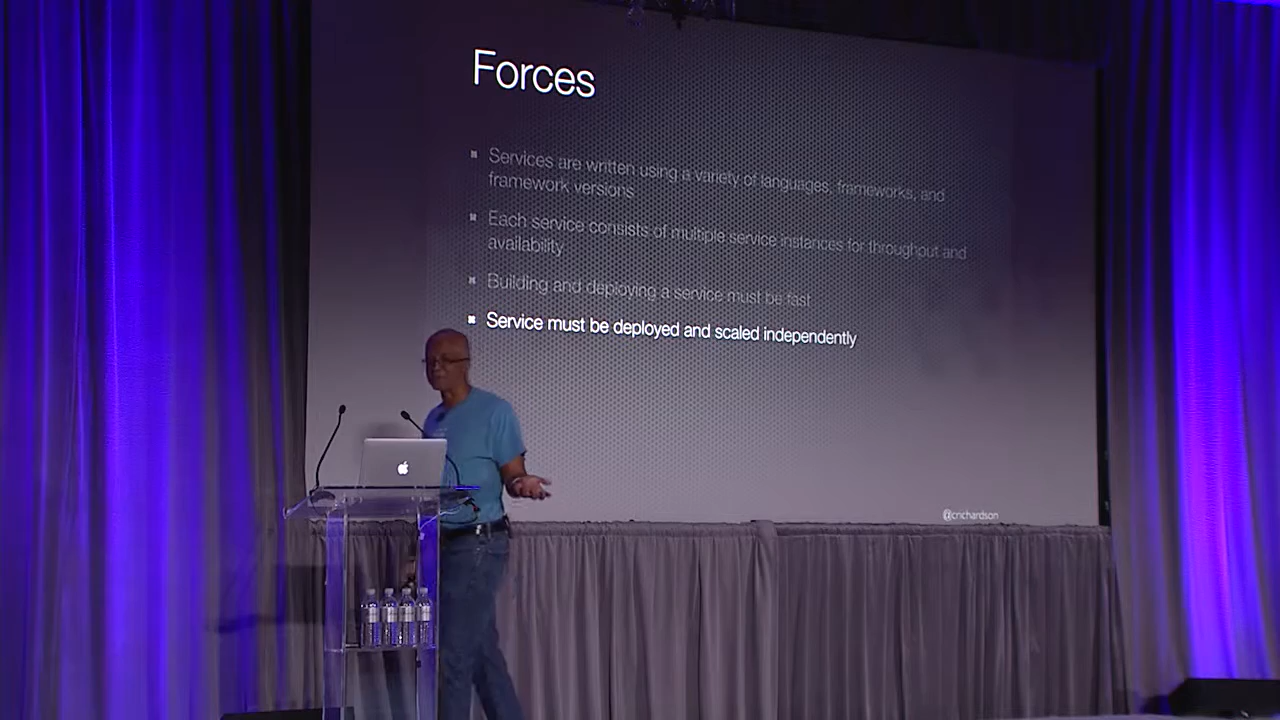 Forces
Services are written using a variety of languages, frameworks, and
framework versions
Each service consists of multiple service instances for throughput and
availability
Building and deploying a service must be fast
Service must be deployed and scaled independently
@crichardson